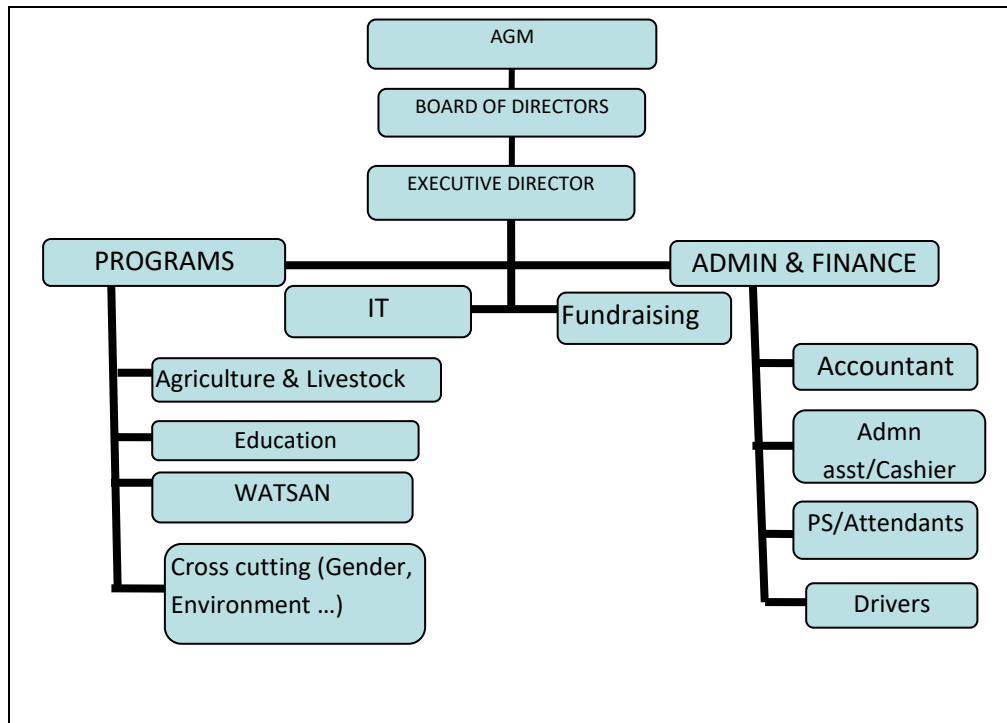 AGM
BOARD OF DIRECTORS
EXECUTIVE DIRECTOR
PROGRAMS
ADMIN & FINANCE
IT
Fundraising
Agriculture & Livestock
Education
WATSAN
Cross cutting (Gender,
Environment ...)
Accountant
Admn
asst/Cashier
PS/Attendants
Drivers